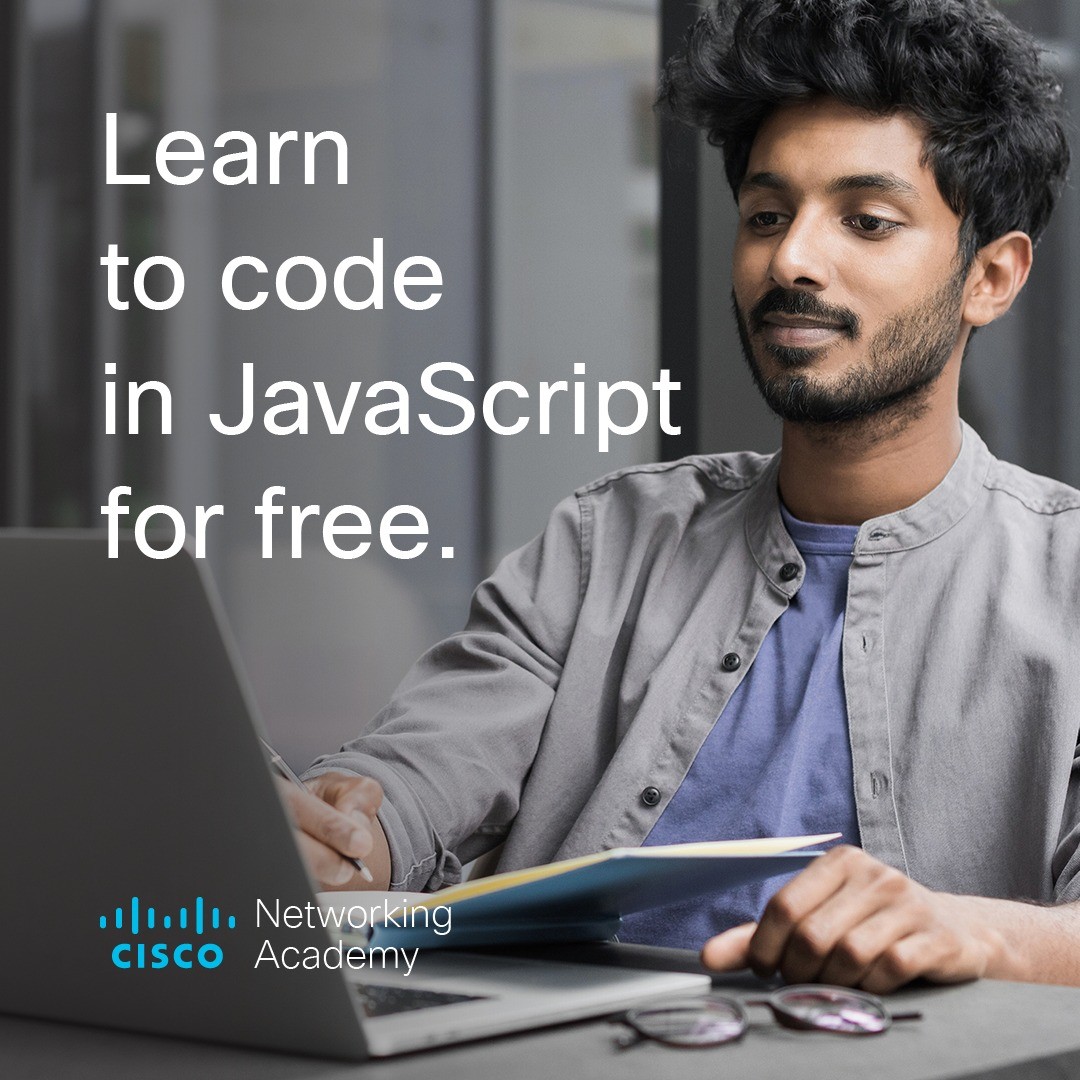 Learn
to code
in JavaScript
for free.
CISCO
Networking
Academy